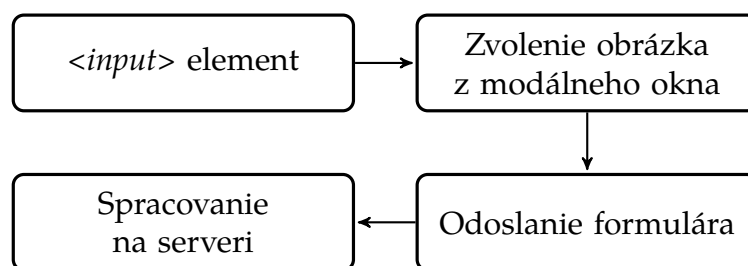 <input> element
Zvolenie obrázka
z modálneho okna
Odoslanie formulára
Spracovanie
na serveri